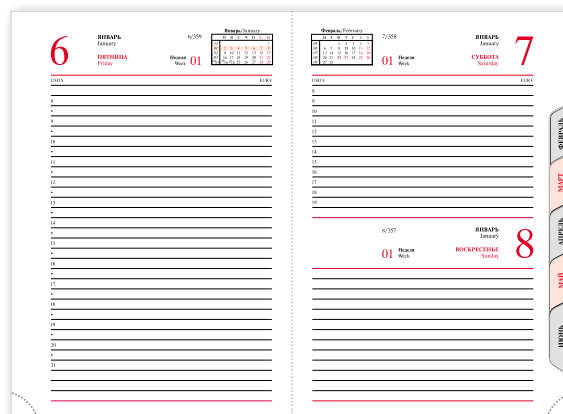 6
ЯНВАРЬ
January
ПЯТНИЦА
Friday
6/359
Неделя
Week
01
Январь/January
USD $
EUR €
8
9
10
11
12
13
14
15
16
17
18
19
20
21
Февраль/February
7/358
Неделя
Week
01
ЯНВАРЬ
January
СУББОТА
Saturday
7
USD $
EUR €
8
9
10
11
12
13
14
15
16
17
18
19
8/357
Неделя
Week
01
ЯНВАРЬ
January
ВОСКРЕСЕНЬЕ
Sunday
8
ФЕВРАЛЬ
МАРТ
АПРЕЛЬ
МАЙ
ИЮНЬ